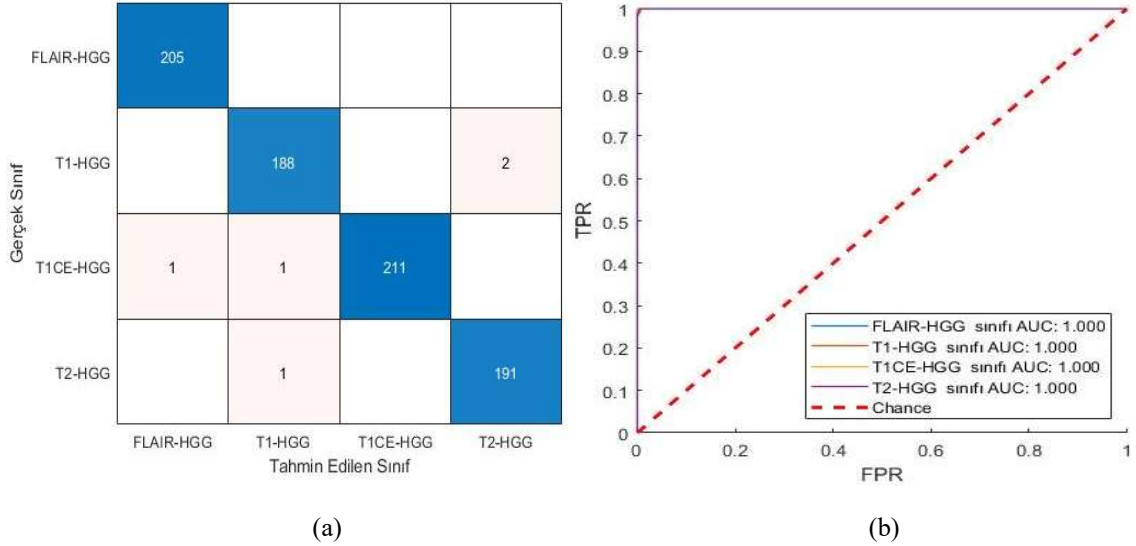 FLAIR-HGG
T1-HGG
T1CE-HGG
T2-HGG
Gerçek Sınıf
205
188
2
1
1
211
1
191
FLAIR-HGG
T1-HGG
T1CE-HGG
T2-HGG
Tahmin Edilen Sınıf
(a)
1
0.9
0.8
0.7
0.6
0.5
0.4
0.3
0.2
0.1
0
TPR
FLAIR-HGG sınıfı AUC: 1.000
T1-HGG sınıfı AUC: 1.000
T1CE-HGG sınıfı AUC: 1.000
T2-HGG sınıfı AUC: 1.000
Chance
0
0.2
0.4
0.6
0.8
1
FPR
(b)